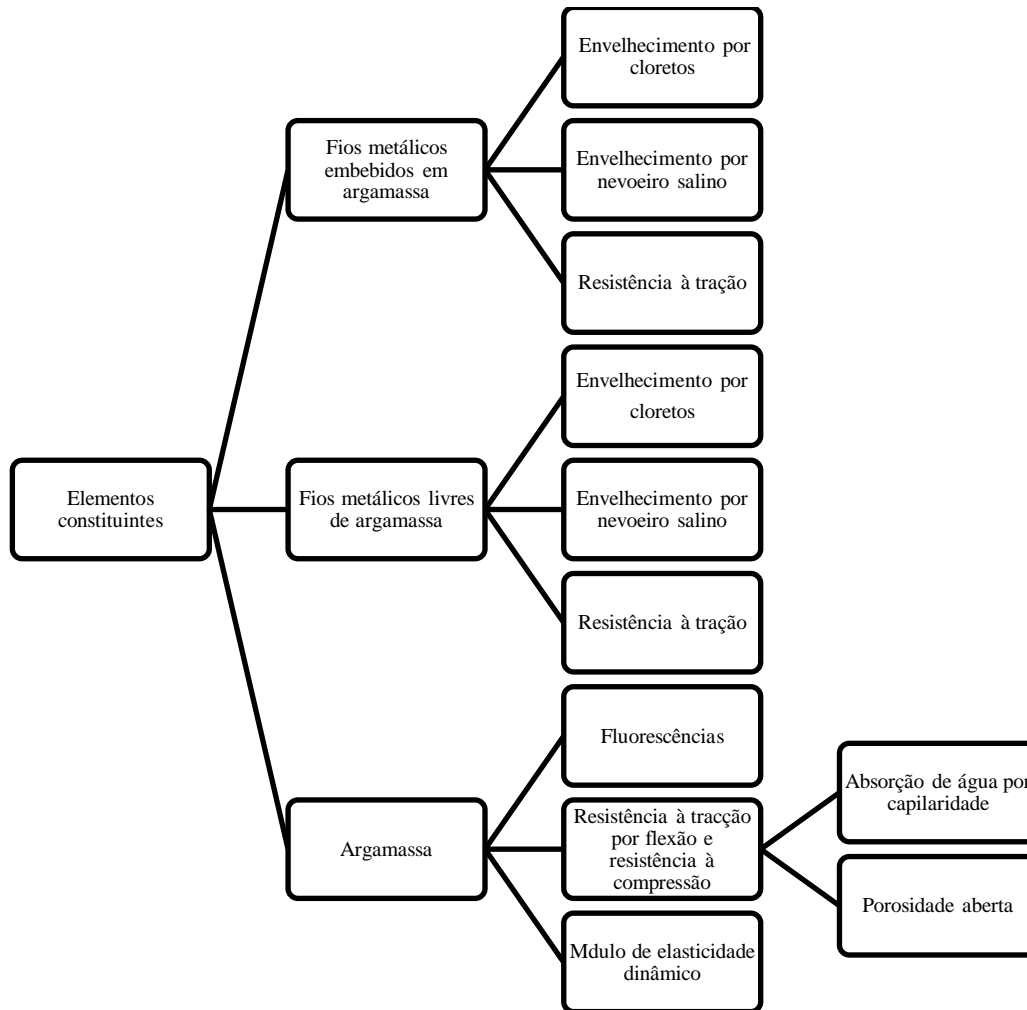 Elementos
constituintes
Fios metálicos
embebidos em
argamassa
Envelhecimento por
cloretos
Envelhecimento por
nevoeiro salino
Resistência à tração
Fios metálicos livres
de argamassa
Envelhecimento por
cloretos
Envelhecimento por
nevoeiro salino
Resistência à tração
Argamassa
Fluorescências
Resistência à tracção
por flexão e
resistência à
compressão
Absorção de água por
capilaridade
Porosidade aberta
Mdulo de elasticidade
dinâmico